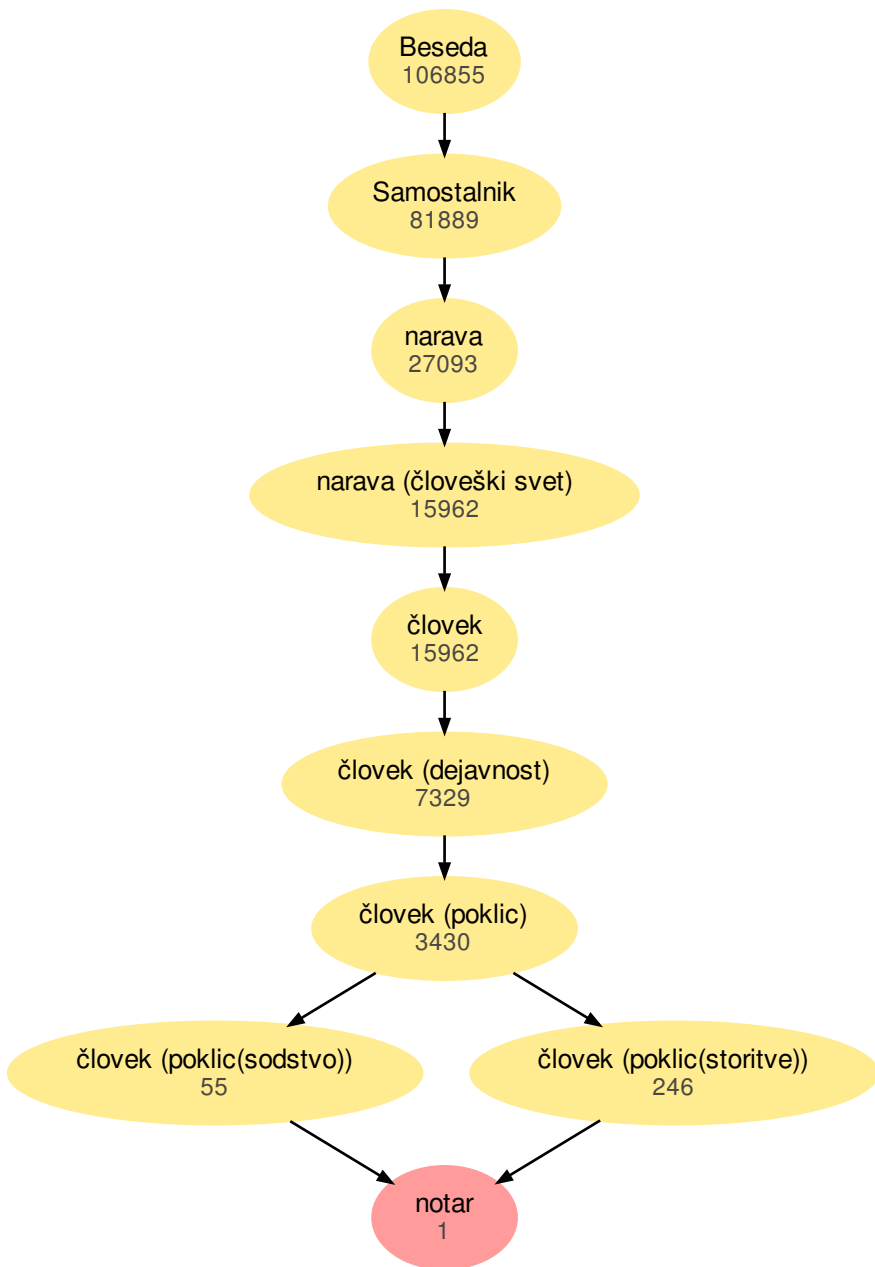 Beseda
106855
Samostalnik
81889
narava
27093
narava (človeški svet)
15962
človek
15962
človek (dejavnost)
7329
človek (poklic)
3430
človek (poklic(sodstvo))
55
človek (poklic(storitve))
246
notar
1